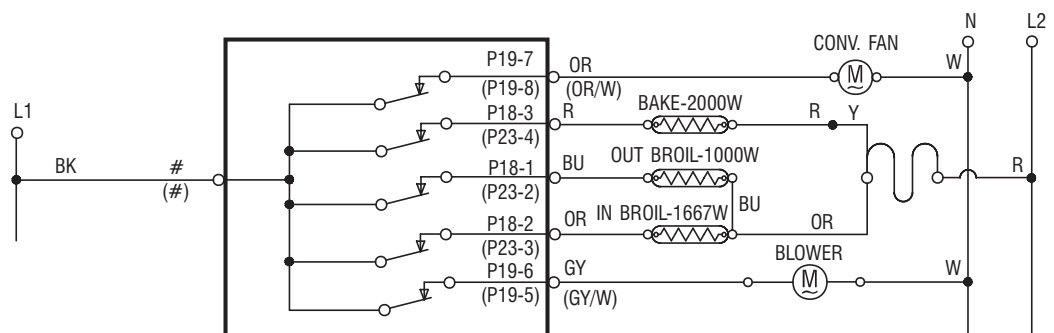 N L2
CONV. FAN
P19-7 OR W
(P19-8) (OR/W) M
P18-3 R BAKE-2000W R Y
L1
(P23-4)
BK # P18-1 BU OUT BROIL-1000W R
(#) (P23-2) BU
P18-2 OR IN BROIL-1667W OR
(P23-3) BLOWER
P19-6 GY W
(P19-5) (GY/W) M